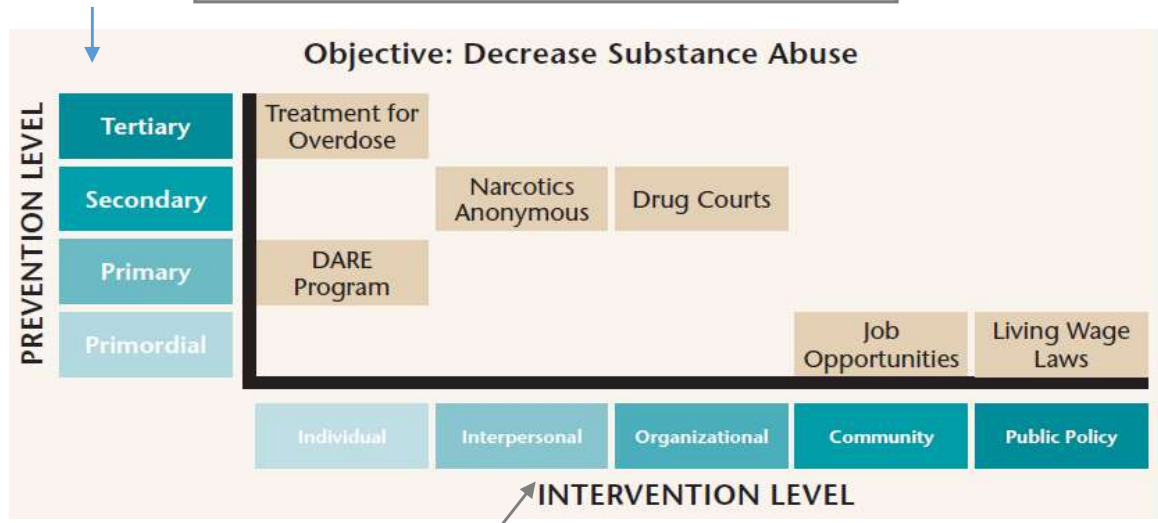 Objective: Decrease Substance Abuse
PREVENTION LEVEL
Tertiary
Treatment for
Overdose
Secondary
Narcotics
Anonymous
Drug Courts
Primary
DARE
Program
Primordial
Job
Opportunities
Living Wage
Laws
Individual
Interpersonal
Organizational
Community
Public Policy
INTERVENTION LEVEL